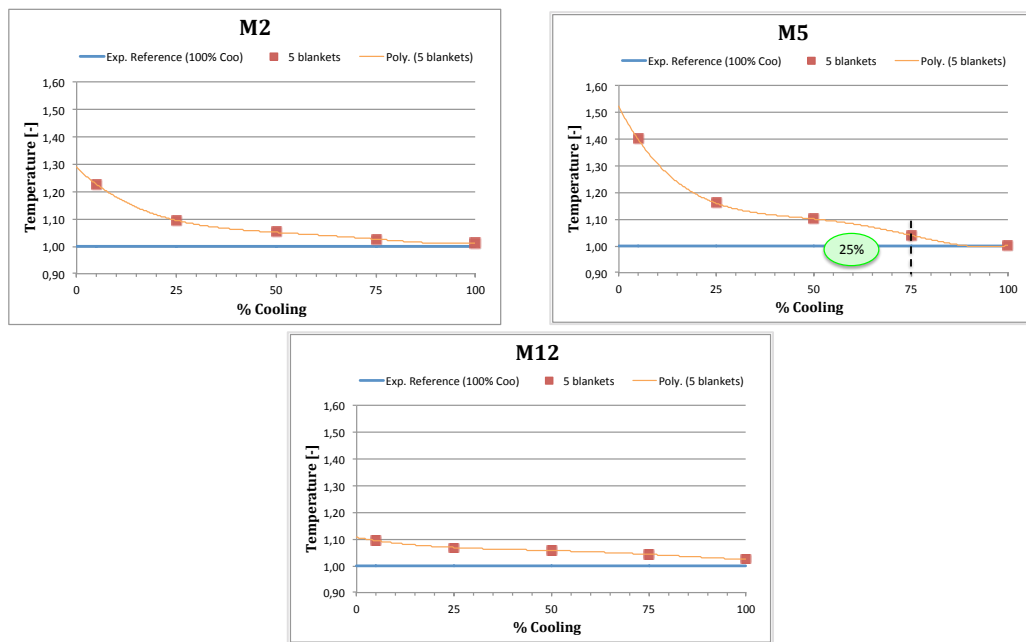 M2
Exp. Reference (100% Coo) 5 blankets Poly. (5 blankets)
1,60
1,50
1,40
1,30
1,20
1,10
1,00
0,90
Temperature [-]
0 25 50 75 100
% Cooling
M5
Exp. Reference (100% Coo) 5 blankets Poly. (5 blankets)
1,60
1,50
1,40
1,30
1,20
1,10
1,00
0,90
Temperature [-]
25%
0 25 50 75 100
% Cooling
M12
Exp. Reference (100% Coo) 5 blankets Poly. (5 blankets)
1,60
1,50
1,40
1,30
1,20
1,10
1,00
0,90
Temperature [-]
0 25 50 75 100
% Cooling